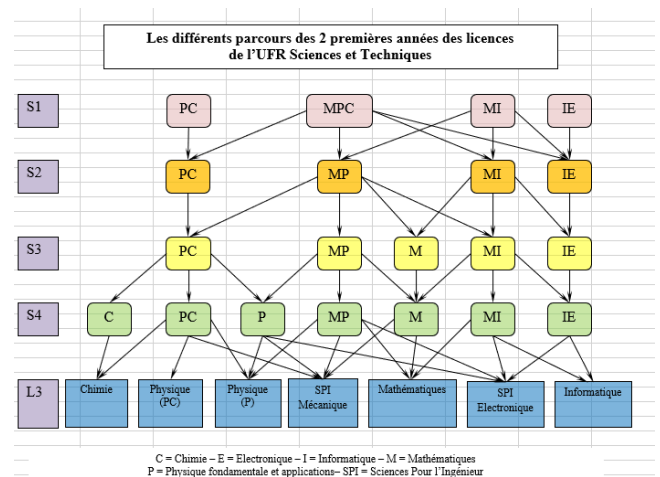 Les différents parcours des 2 premières années des licences
de l'UFR Sciences et Techniques
S1 PC MPC MI IE
S2 PC MP MI IE
S3 PC MP M MI IE
S4 C PC P MP M MI IE
L3 Chimie Physique (PC) Physique (P) SPI Mécanique Mathématiques SPI Electronique Informatique
C = Chimie – E = Electronique – I = Informatique – M = Mathématiques
P = Physique fondamentale et applications– SPI = Sciences Pour l'Ingénieur